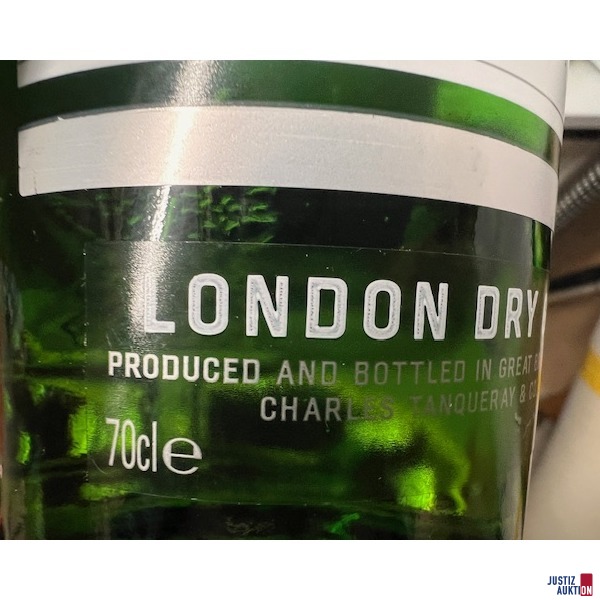 LONDON DRY
PRODUCED AND BOTTLED IN GREAT
CHARLES TANQUERAY &
70cl e
JUSTIZ
AUKTION